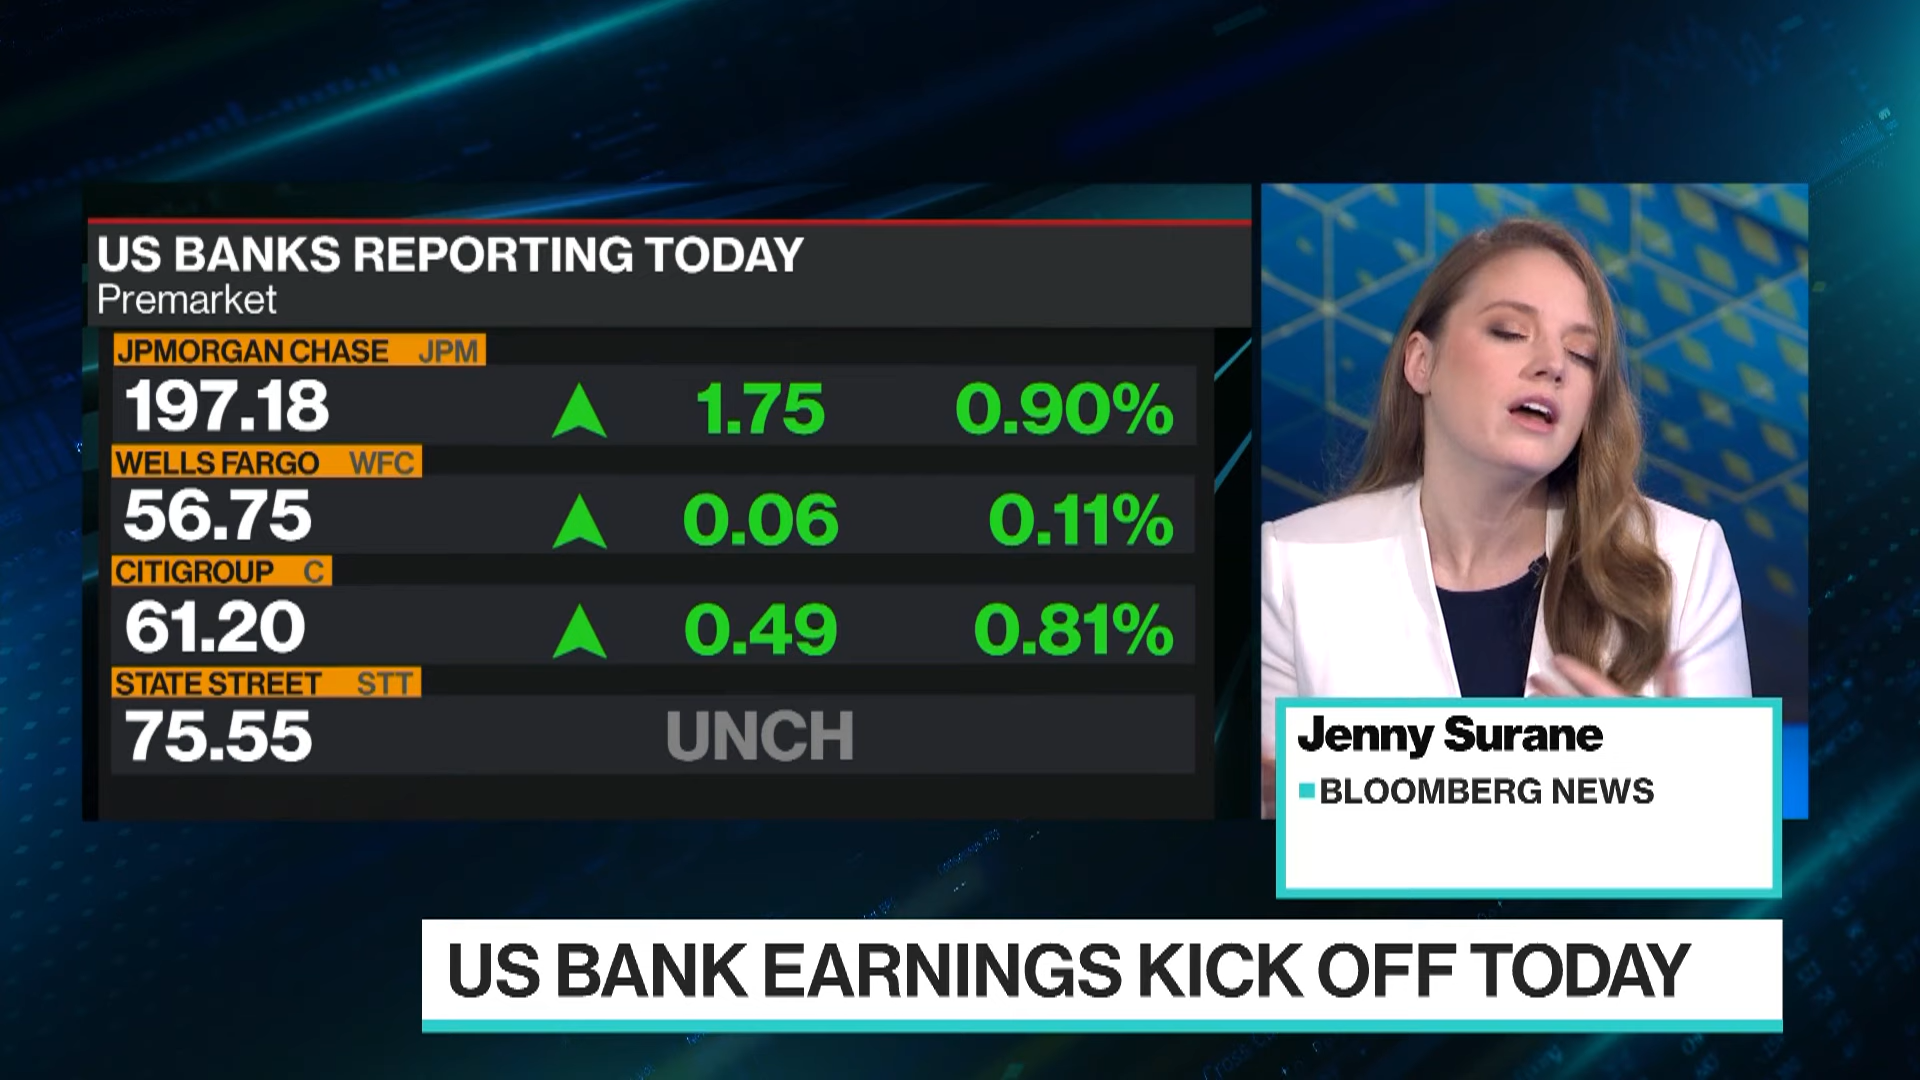 US BANKS REPORTING TODAY
Premarket
JPMORGAN CHASE JPM
197.18 ▲ 1.75 0.90%
WELLS FARGO WFC
56.75 ▲ 0.06 0.11%
CITIGROUP C
61.20 ▲ 0.49 0.81%
STATE STREET STT
75.55 UNCH
Jenny Surane
BLOOMBERG NEWS
US BANK EARNINGS KICK OFF TODAY